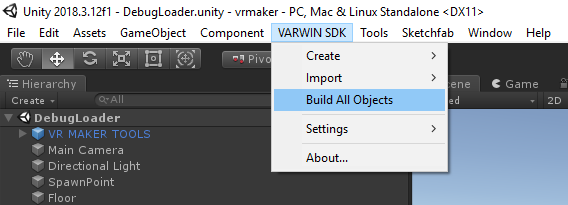 Unity 2018.3.12f1 - DebugLoader.unity - vrmaker - PC, Mac & Linux Standalone <DX11>
File Edit Assets GameObject Component VARWIN SDK Tools Sketchfab Window Help
Pivo
Create
Hierarchy
Import
Scene
Game
Create
All
Build All Objects
2D
DebugLoader
VR MAKER TOOLS
Settings
Main Camera
Directional Light
About...
SpawnPoint
Floor